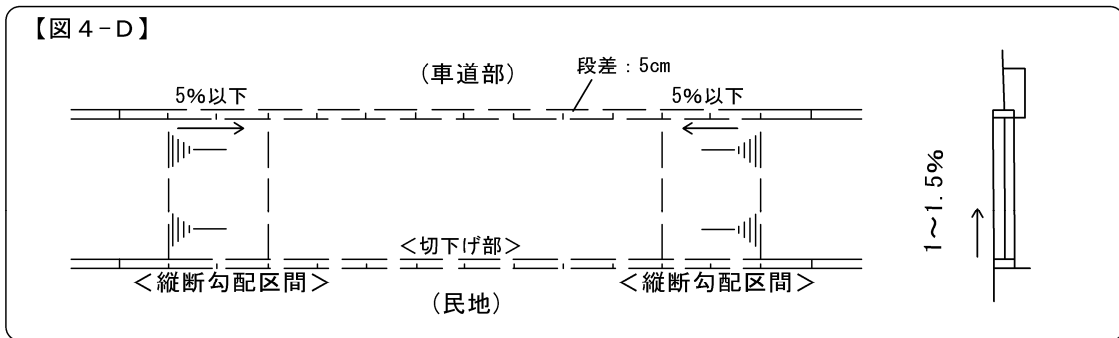 【図４-Ｄ】
(車道部)
段差：5cm
5%以下
5%以下
1～1.5%
＜切下げ部＞
＜縦断勾配区間＞
＜縦断勾配区間＞
(民地)